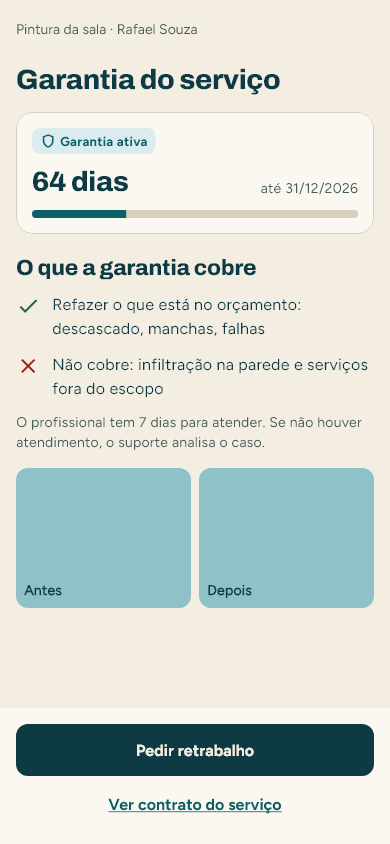 Pintura da sala · Rafael Souza
Garantia do serviço
Garantia ativa
64 dias
até 31/12/2026
O que a garantia cobre
Refazer o que está no orçamento:
descascado, manchas, falhas
Não cobre: infiltração na parede e serviços
fora do escopo
O profissional tem 7 dias para atender. Se não houver
atendimento, o suporte analisa o caso.
Antes
Depois
Pedir retrabalho
Ver contrato do serviço